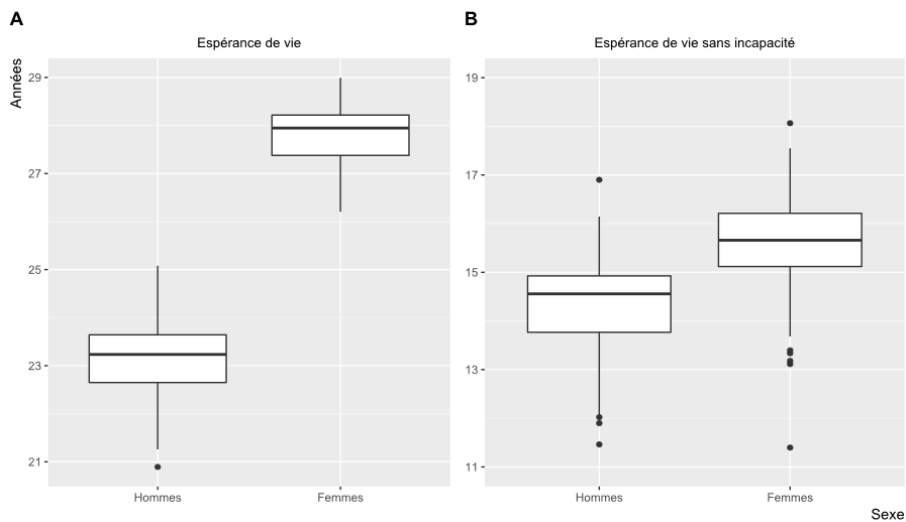 A
Espérance de vie
Années
29
27
25
23
21
Hommes
Femmes
B
Espérance de vie sans incapacité
19
17
15
13
11
Hommes
Femmes
Sexe